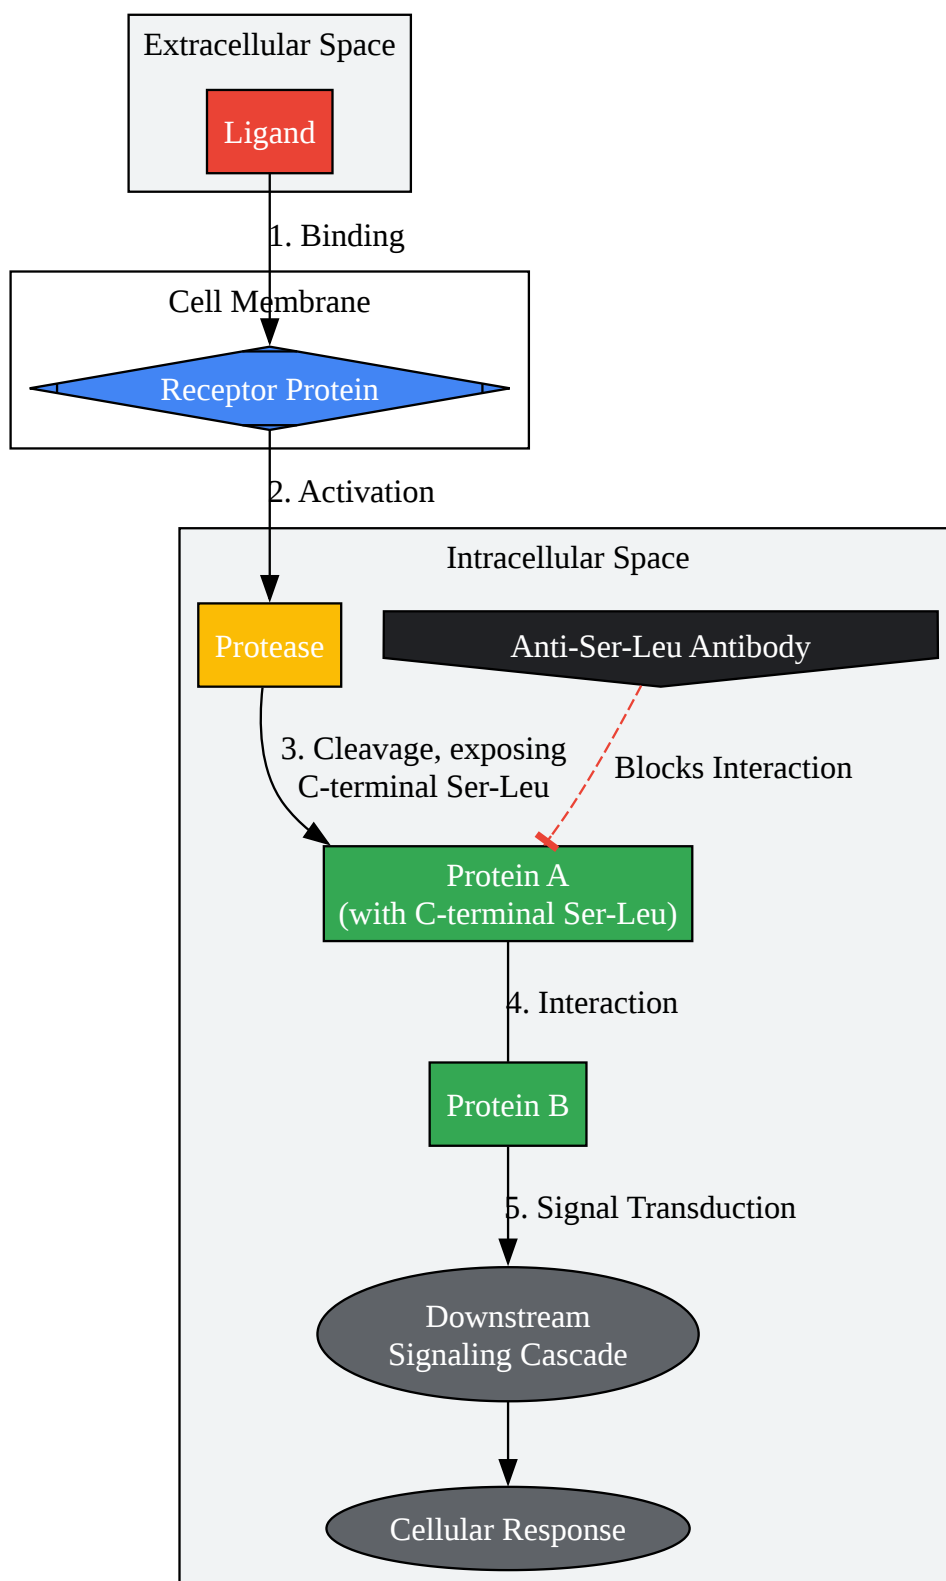 Extracellular Space
Ligand
1. Binding
Cell Membrane
Receptor Protein
2. Activation
Intracellular Space
Protease
Anti-Ser-Leu Antibody
3. Cleavage, exposing
C-terminal Ser-Leu
Blocks Interaction
Protein A
(with C-terminal Ser-Leu)
4. Interaction
Protein B
5. Signal Transduction
Downstream
Signaling Cascade
Cellular Response